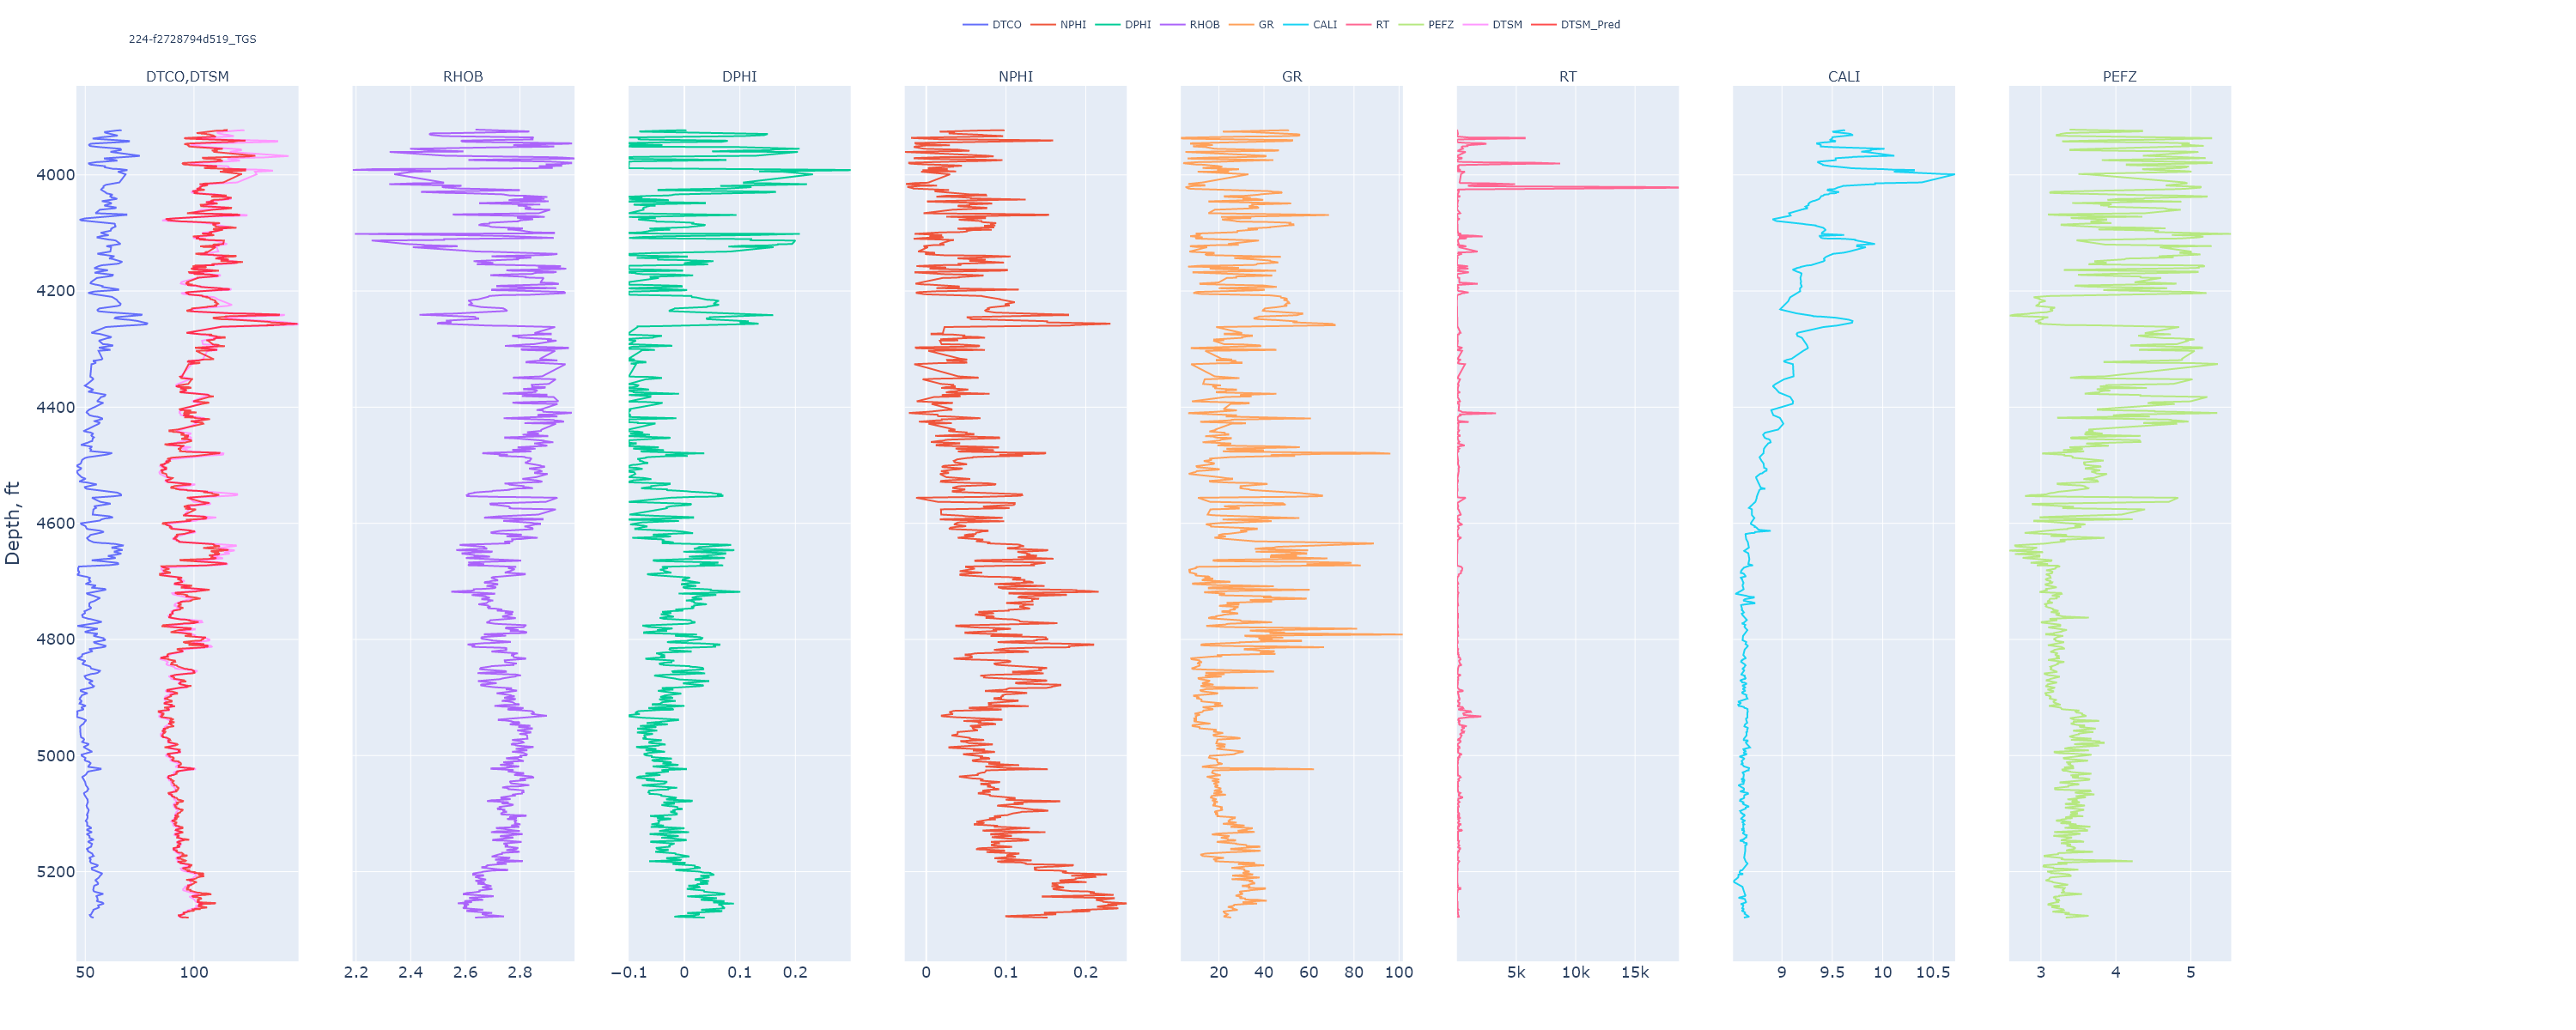 DTCO NPHI DPHI RHOB GR CALI RT PEFZ DTSM DTSM_Pred
224-f2728794d519_TGS
DTCO,DTSM RHOB DPHI NPHI GR RT CALI PEFZ
Depth, ft
4000
4200
4400
4600
4800
5000
5200
50 100 2.2 2.4 2.6 2.8 −0.1 0 0.1 0.2 0 0.1 0.2 20 40 60 80 100 5k 10k 15k 9 9.5 10 10.5 3 4 5